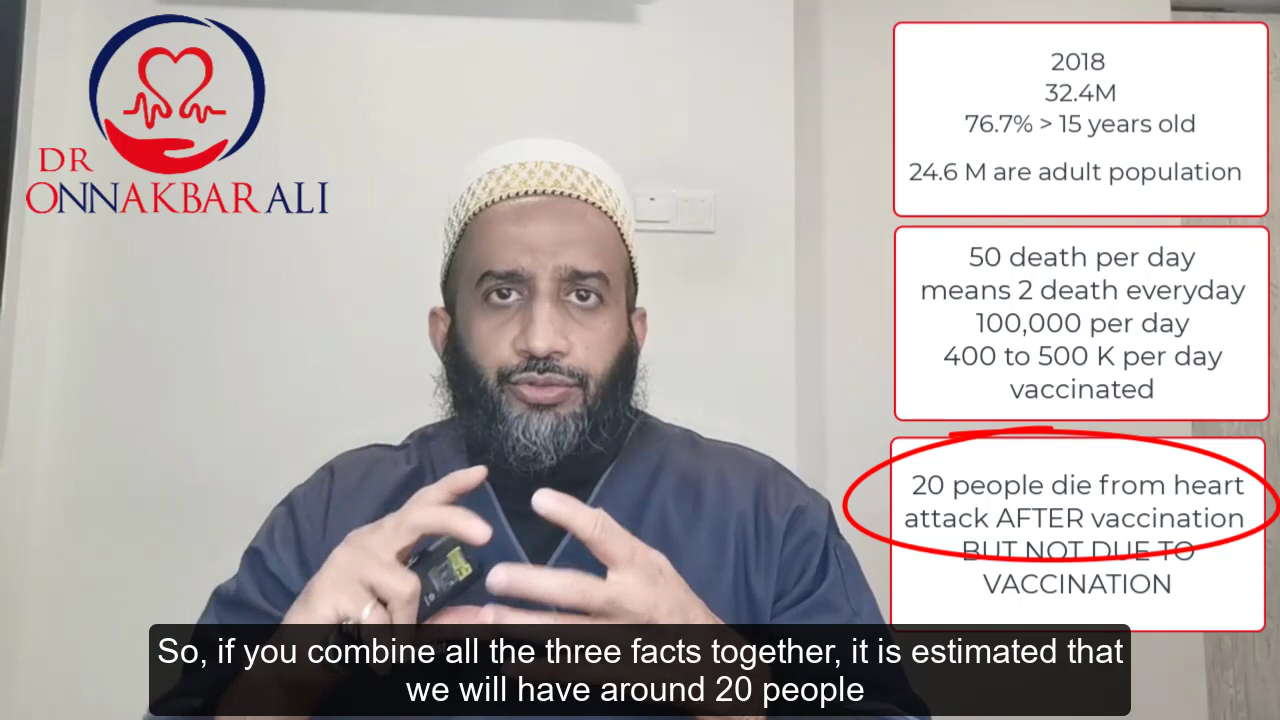 DR
ONNAKBARALI
2018
32.4M
76.7% > 15 years old
24.6 M are adult population
50 death per day
means 2 death everyday
100,000 per day
400 to 500 K per day
vaccinated
20 people die from heart
attack AFTER vaccination
BUT NOT DUE TO
VACCINATION
So, if you combine all the three facts together, it is estimated that
we will have around 20 people